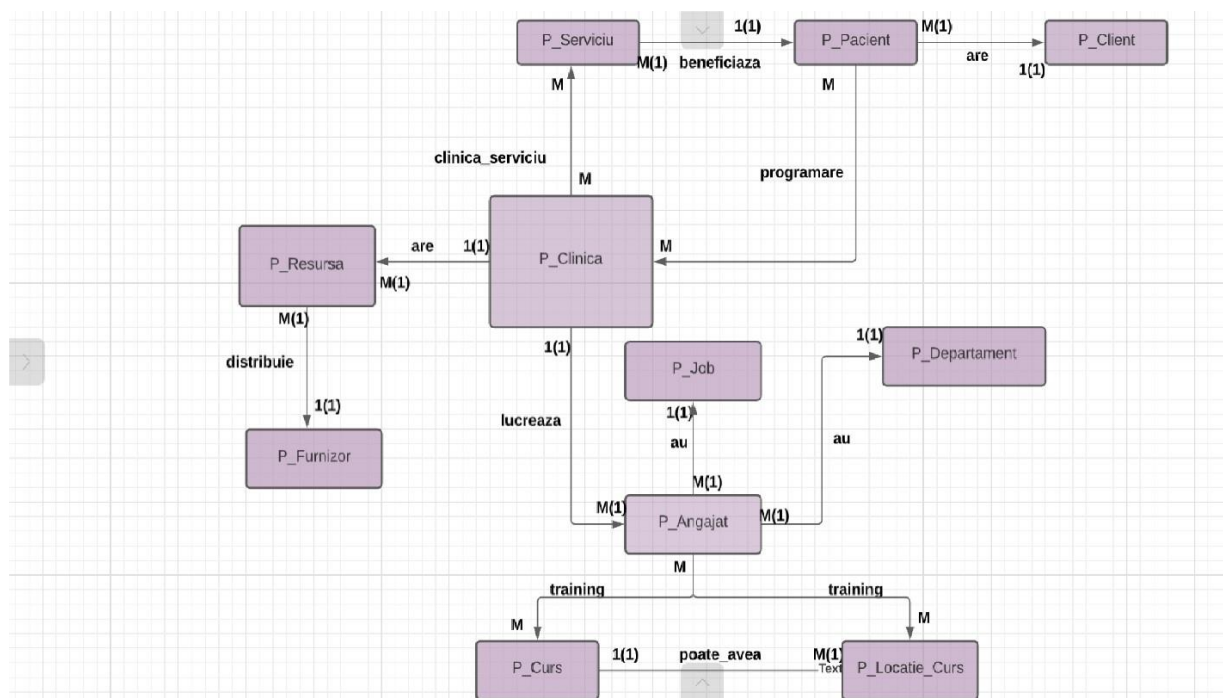 1(1)
M(1)
P_Serviciu
P_Pacient
P_Client
M(1)
beneficiaza
are
1(1)
M
M
clinica_serviciu
programare
M
M
are
1(1)
P_Clinica
P_Resursa
M(1)
M(1)
1(1)
1(1)
P_Departament
P_Job
distribuie
1(1)
1(1)
lucreaza
au
au
P_Furnizor
M(1)
M(1)
M(1)
P_Angajat
M
training
training
M
M
1(1)
poate_avea
M(1)
P_Curs
Text
P_Locatie_Curs